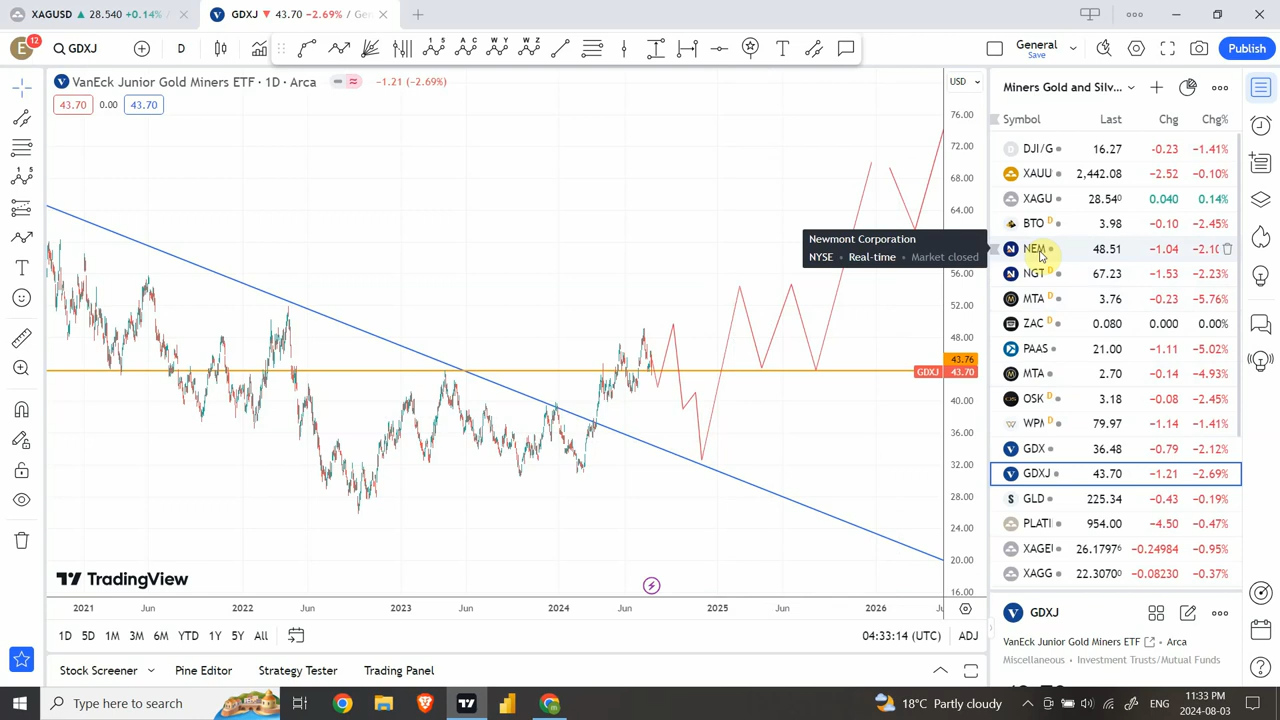 XAGUSD ▲ 28.540 +0.14%
GDXJ ▼ 43.70 −2.69% / Ge
E 12 GDXJ D General Save Publish
VanEck Junior Gold Miners ETF · 1D · Arca −1.21 (−2.69%)
43.70 0.00 43.70
USD
76.00
72.00
68.00
64.00
56.00
52.00
48.00
43.76
GDXJ 43.70
40.00
36.00
32.00
28.00
24.00
20.00
16.00
Newmont Corporation
NYSE • Real-time • Market closed
2021 Jun 2022 Jun 2023 Jun 2024 Jun 2025 Jun 2026
TradingView
1D 5D 1M 3M 6M YTD 1Y 5Y All
04:33:14 (UTC) ADJ
Stock Screener Pine Editor Strategy Tester Trading Panel
Miners Gold and Silv...
Symbol Last Chg Chg%
DJI/G 16.27 −0.23 −1.41%
XAUU 2,442.08 −2.52 −0.10%
XAGU 28.540 0.040 0.14%
BTO D 3.98 −0.10 −2.45%
NEM 48.51 −1.04 −2.10
NGT D 67.23 −1.53 −2.23%
MTA D 3.76 −0.23 −5.76%
ZAC D 0.080 0.000 0.00%
PAAS 21.00 −1.11 −5.02%
MTA 2.70 −0.14 −4.93%
OSK D 3.18 −0.08 −2.45%
WPM D 79.97 −1.14 −1.41%
GDX 36.48 −0.79 −2.12%
GDXJ 43.70 −1.21 −2.69%
GLD 225.34 −0.43 −0.19%
PLATI 954.00 −4.50 −0.47%
XAGE 26.1797⁶ −0.24984 −0.95%
XAGG 22.3070⁰ −0.08230 −0.37%
GDXJ
VanEck Junior Gold Miners ETF • Arca
Miscellaneous • Investment Trusts/Mutual Funds
Type here to search
18°C Partly cloudy
11:33 PM
2024-08-03